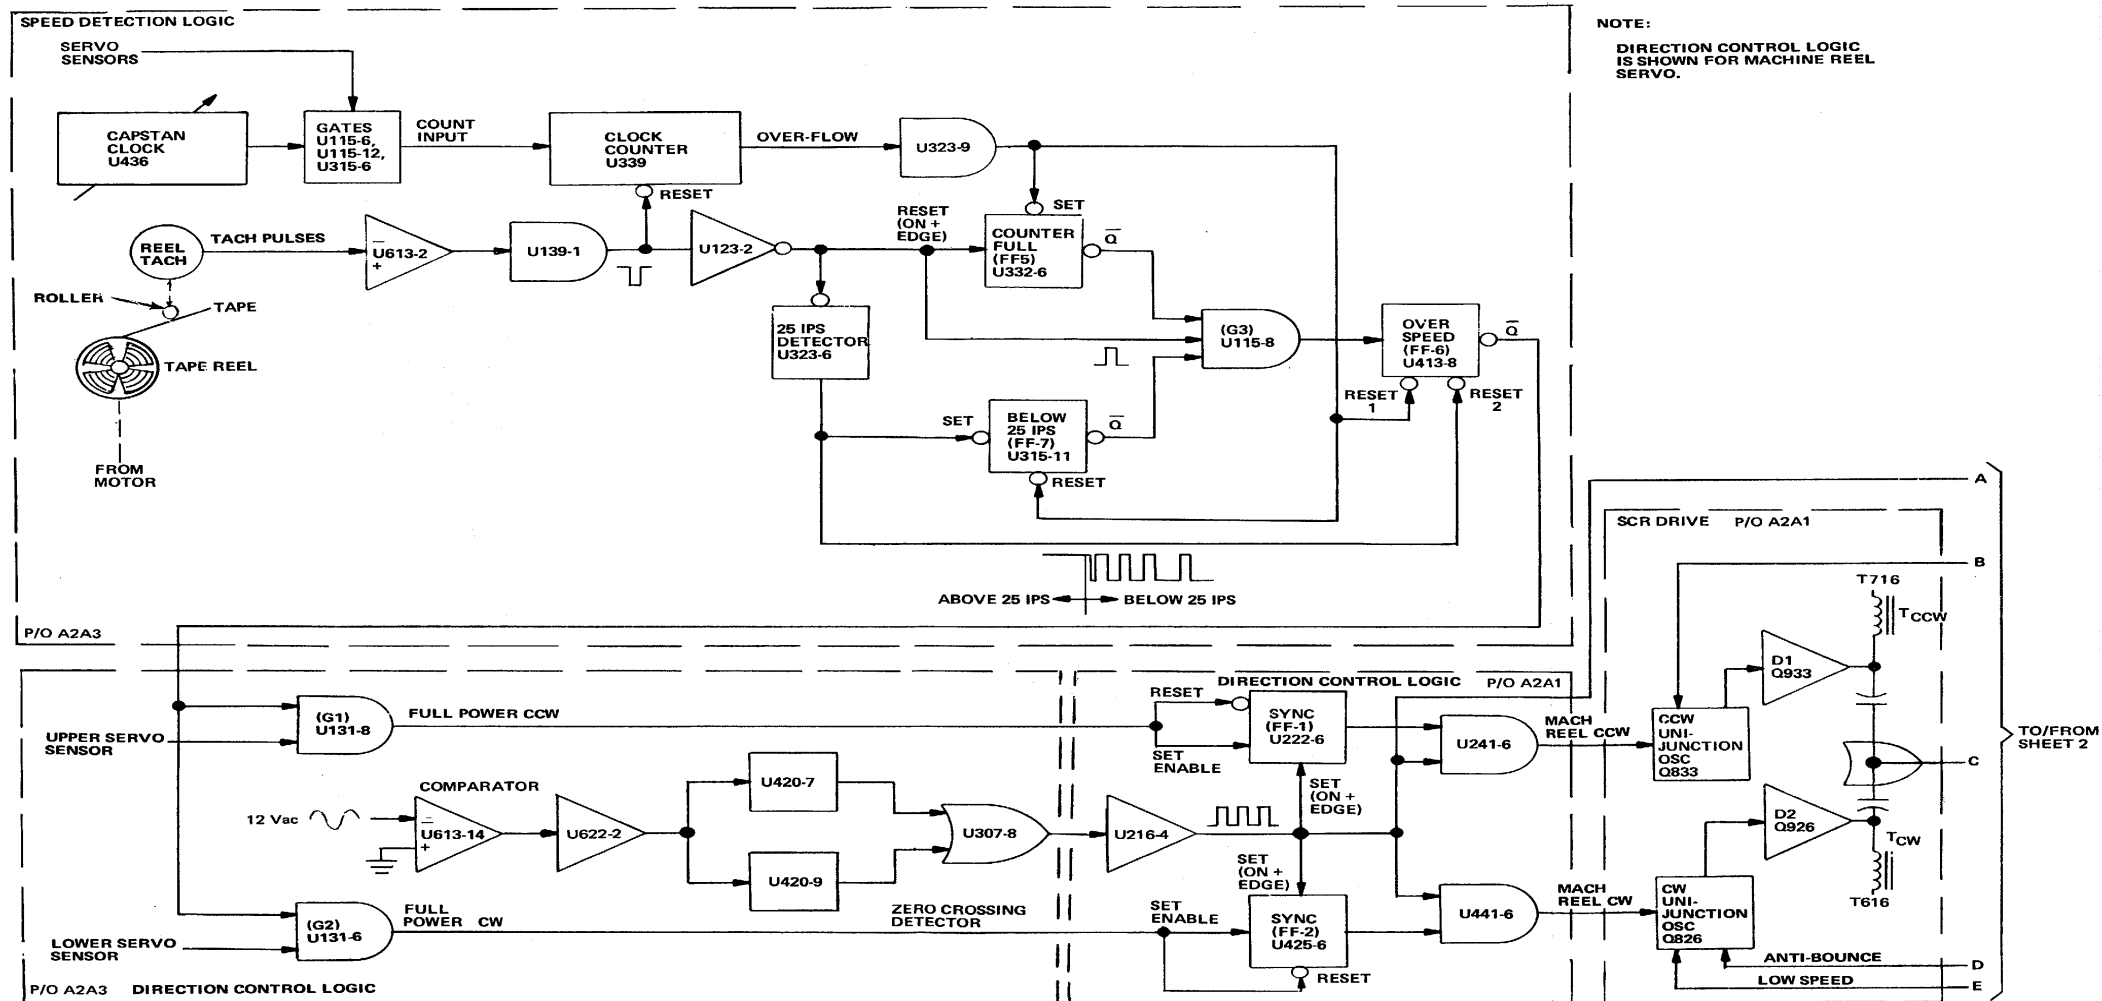 SPEED DETECTION LOGIC
NOTE:
DIRECTION CONTROL LOGIC
IS SHOWN FOR MACHINE REEL
SERVO.
SERVO
SENSORS
CAPSTAN
CLOCK
U436
GATES
U115-6,
U115-12,
U315-6
COUNT
INPUT
CLOCK
COUNTER
U339
OVER-FLOW
U323-9
RESET
SET
REEL
TACH
TACH PULSES
–
U613-2
+
U139-1
U123-2
RESET
(ON +
EDGE)
COUNTER
FULL
(FF5)
U332-6
Q̅
ROLLER
TAPE
TAPE REEL
FROM
MOTOR
25 IPS
DETECTOR
U323-6
(G3)
U115-8
OVER
SPEED
(FF-6)
U413-8
Q̅
RESET
1
RESET
2
SET
BELOW
25 IPS
(FF-7)
U315-11
Q̅
RESET
ABOVE 25 IPS
BELOW 25 IPS
P/O A2A3
A
SCR DRIVE P/O A2A1
B
T716
TCCW
D1
Q933
DIRECTION CONTROL LOGIC
P/O A2A1
(G1)
U131-8
FULL POWER CCW
UPPER SERVO
SENSOR
RESET
SET
ENABLE
SYNC
(FF-1)
U222-6
U241-6
MACH
REEL CCW
CCW
UNI-
JUNCTION
OSC
Q833
C
TO/FROM
SHEET 2
COMPARATOR
12 Vac
–
U613-14
+
U622-2
U420-7
U420-9
U307-8
U216-4
SET
(ON +
EDGE)
SET
(ON +
EDGE)
D2
Q926
TCW
T616
ZERO CROSSING
DETECTOR
(G2)
U131-6
FULL
POWER CW
LOWER SERVO
SENSOR
SET
ENABLE
SYNC
(FF-2)
U425-6
RESET
U441-6
MACH
REEL CW
CW
UNI-
JUNCTION
OSC
Q826
ANTI-BOUNCE
D
LOW SPEED
E
P/O A2A3 DIRECTION CONTROL LOGIC